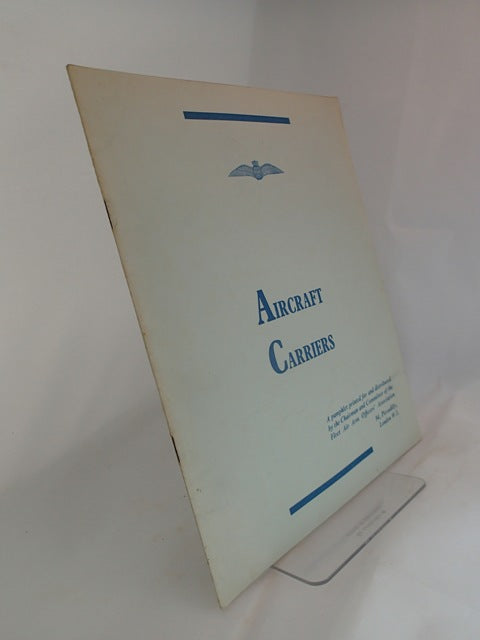 AIRCRAFT
CARRIERS
A pamphlet printed for and distributed
by the Chairman and Committee of the
Fleet Air Arm Officers' Association
94, Piccadilly,
London W.1.